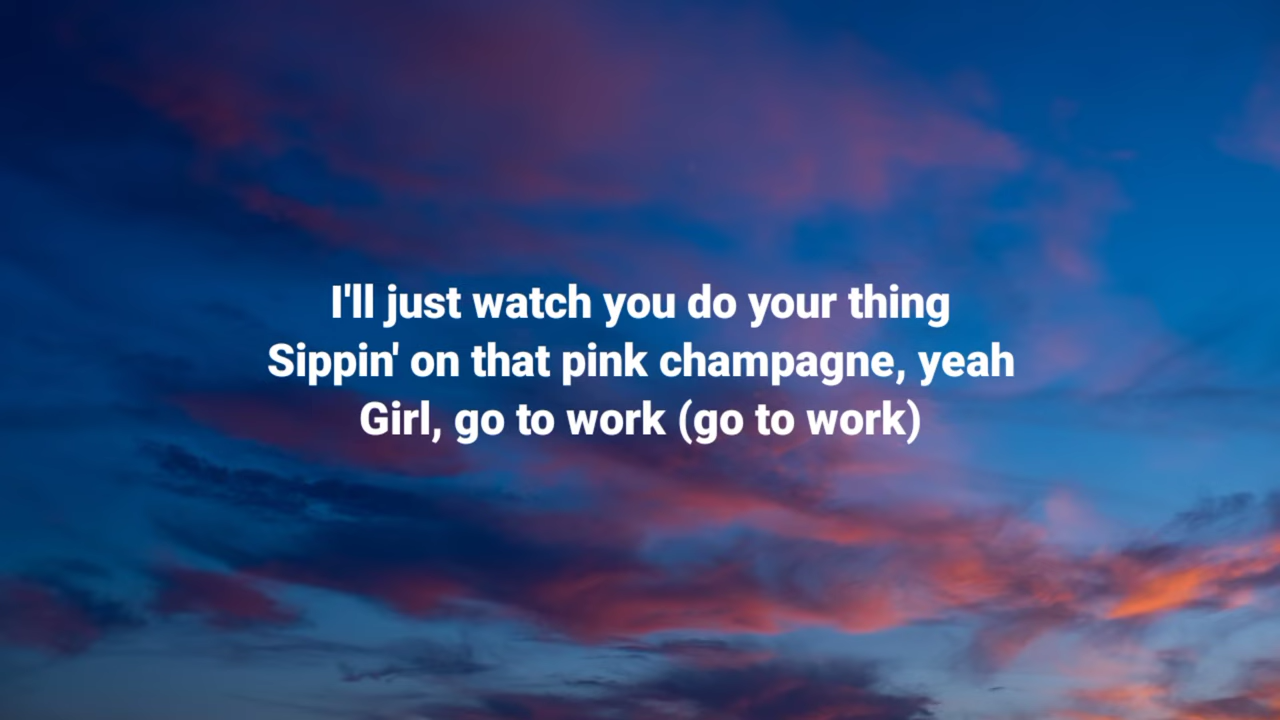 I'll just watch you do your thing
Sippin' on that pink champagne, yeah
Girl, go to work (go to work)